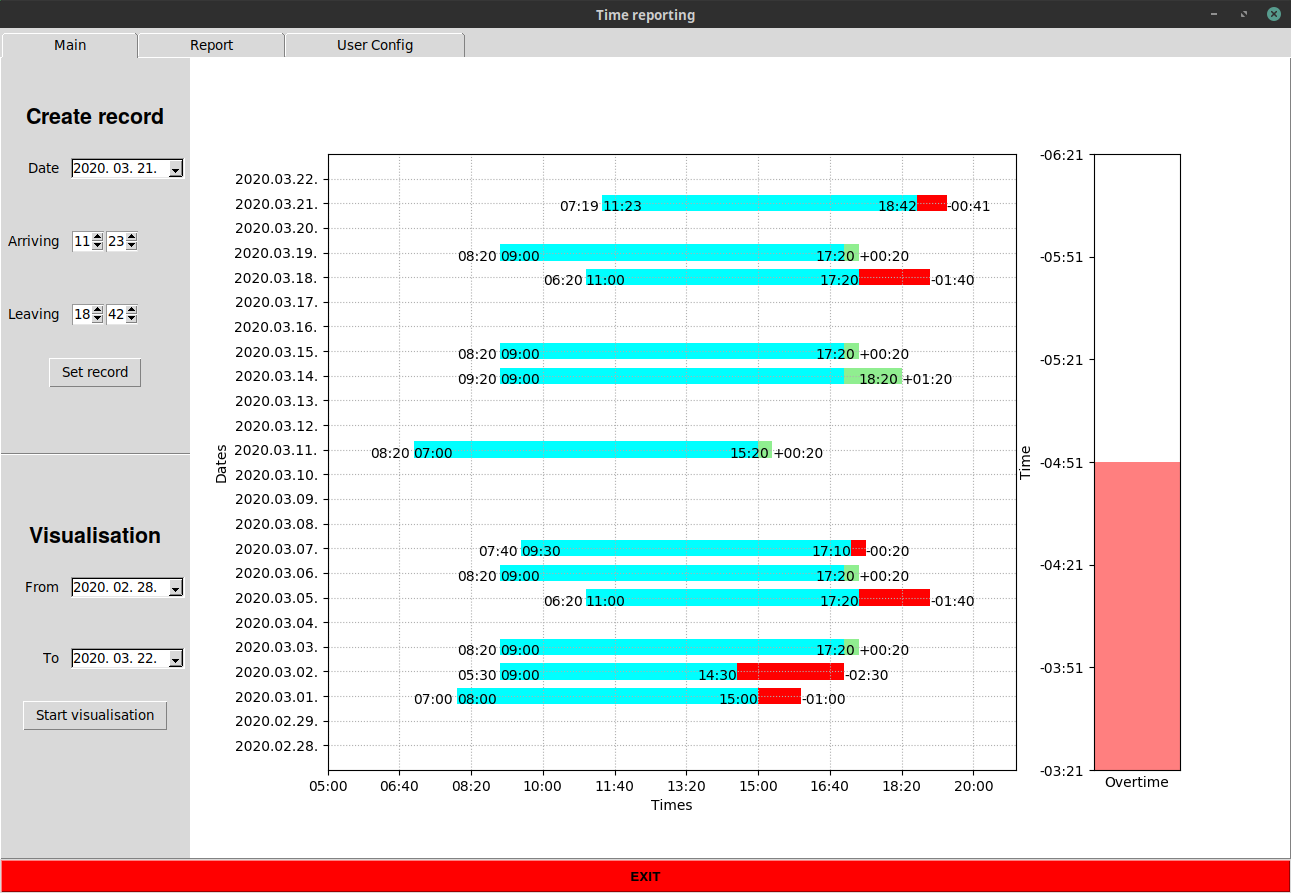 Time reporting
Main Report User Config
Create record
Date 2020. 03. 21.
Arriving 11 23
Leaving 18 42
Set record
Visualisation
From 2020. 02. 28.
To 2020. 03. 22.
Start visualisation
Dates
2020.03.22.
2020.03.21. 07:19 11:23 18:42 -00:41
2020.03.20.
2020.03.19. 08:20 09:00 17:20 +00:20
2020.03.18. 06:20 11:00 17:20 -01:40
2020.03.17.
2020.03.16.
2020.03.15. 08:20 09:00 17:20 +00:20
2020.03.14. 09:20 09:00 18:20 +01:20
2020.03.13.
2020.03.12.
2020.03.11. 08:20 07:00 15:20 +00:20
2020.03.10.
2020.03.09.
2020.03.08.
2020.03.07. 07:40 09:30 17:10 -00:20
2020.03.06. 08:20 09:00 17:20 +00:20
2020.03.05. 06:20 11:00 17:20 -01:40
2020.03.04.
2020.03.03. 08:20 09:00 17:20 +00:20
2020.03.02. 05:30 09:00 14:30 -02:30
2020.03.01. 07:00 08:00 15:00 -01:00
2020.02.29.
2020.02.28.
05:00 06:40 08:20 10:00 11:40 13:20 15:00 16:40 18:20 20:00
Times
Time
-06:21
-05:51
-05:21
-04:51
-04:21
-03:51
-03:21
Overtime
EXIT